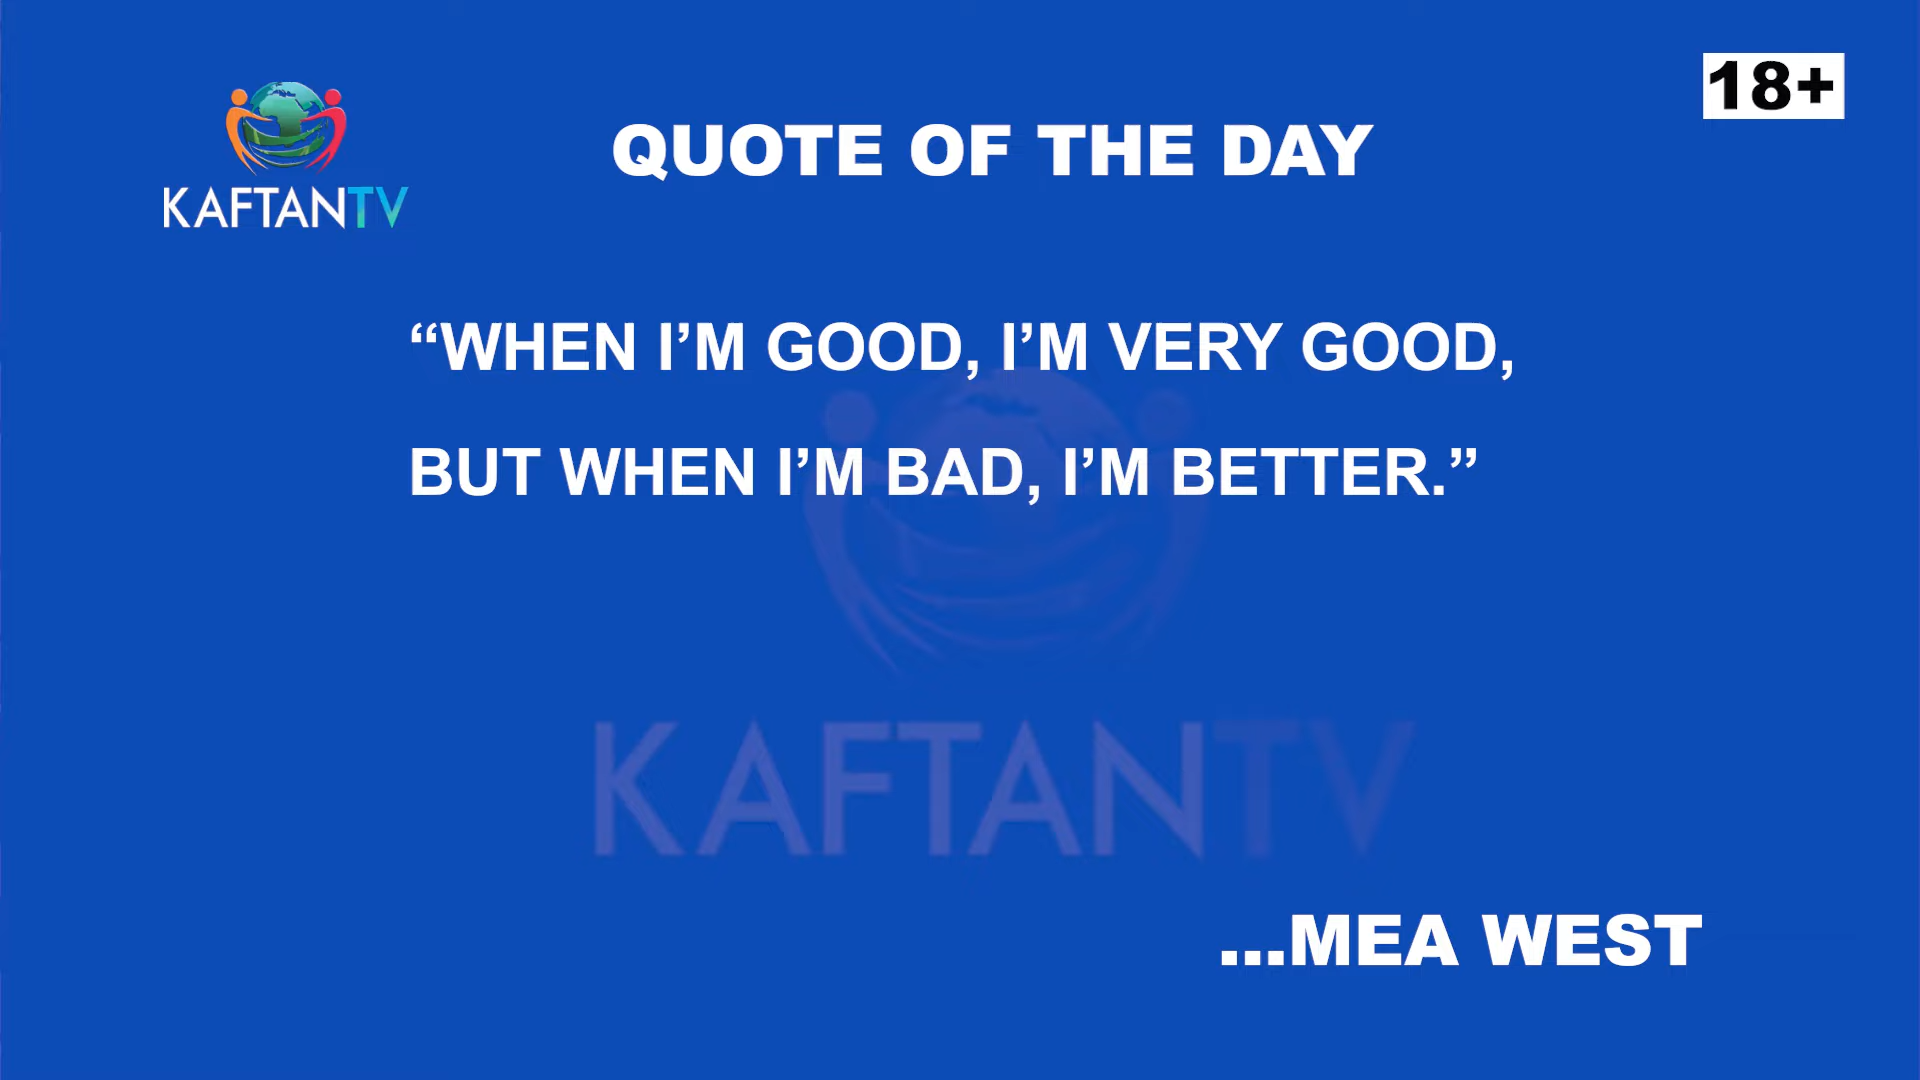 18+
KAFTANTV
QUOTE OF THE DAY
“WHEN I’M GOOD, I’M VERY GOOD,
BUT WHEN I’M BAD, I’M BETTER.”
KAFTANTV
...MEA WEST